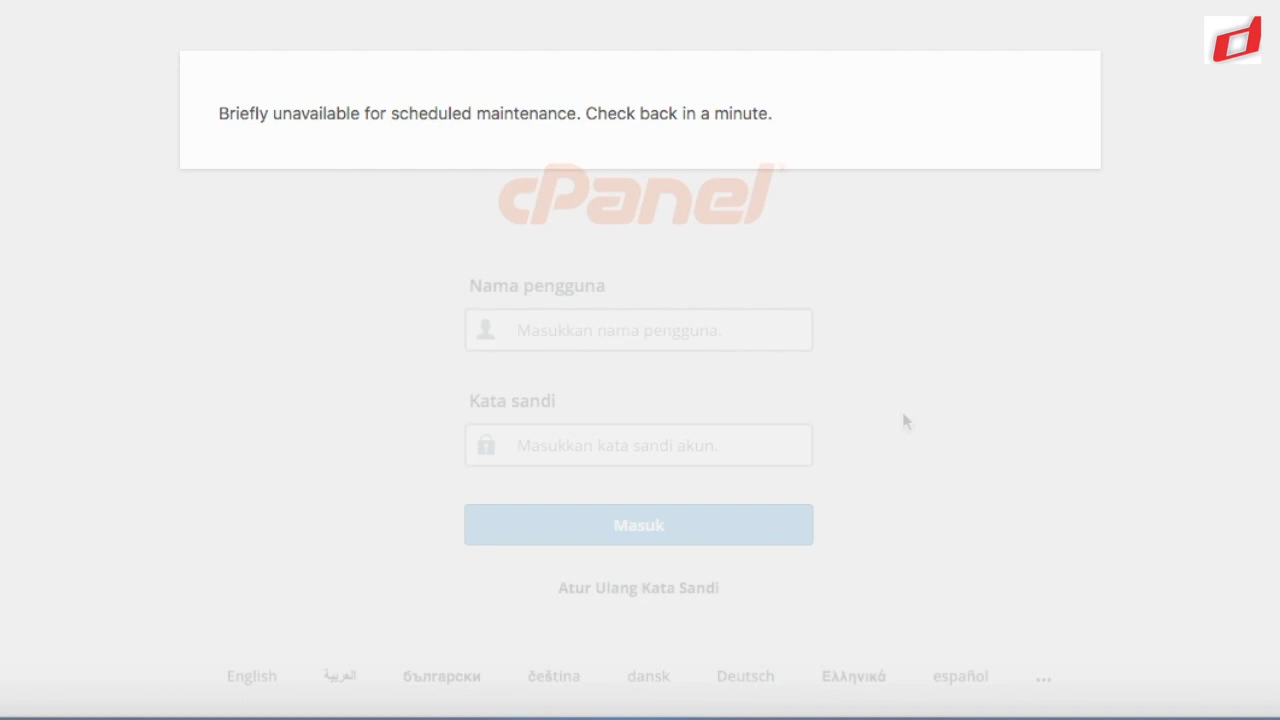 Briefly unavailable for scheduled maintenance. Check back in a minute.
cPanel
Nama pengguna
Masukkan nama pengguna.
Kata sandi
Masukkan kata sandi akun.
Masuk
Atur Ulang Kata Sandi
English العربية български čeština dansk Deutsch Ελληνικά español ...